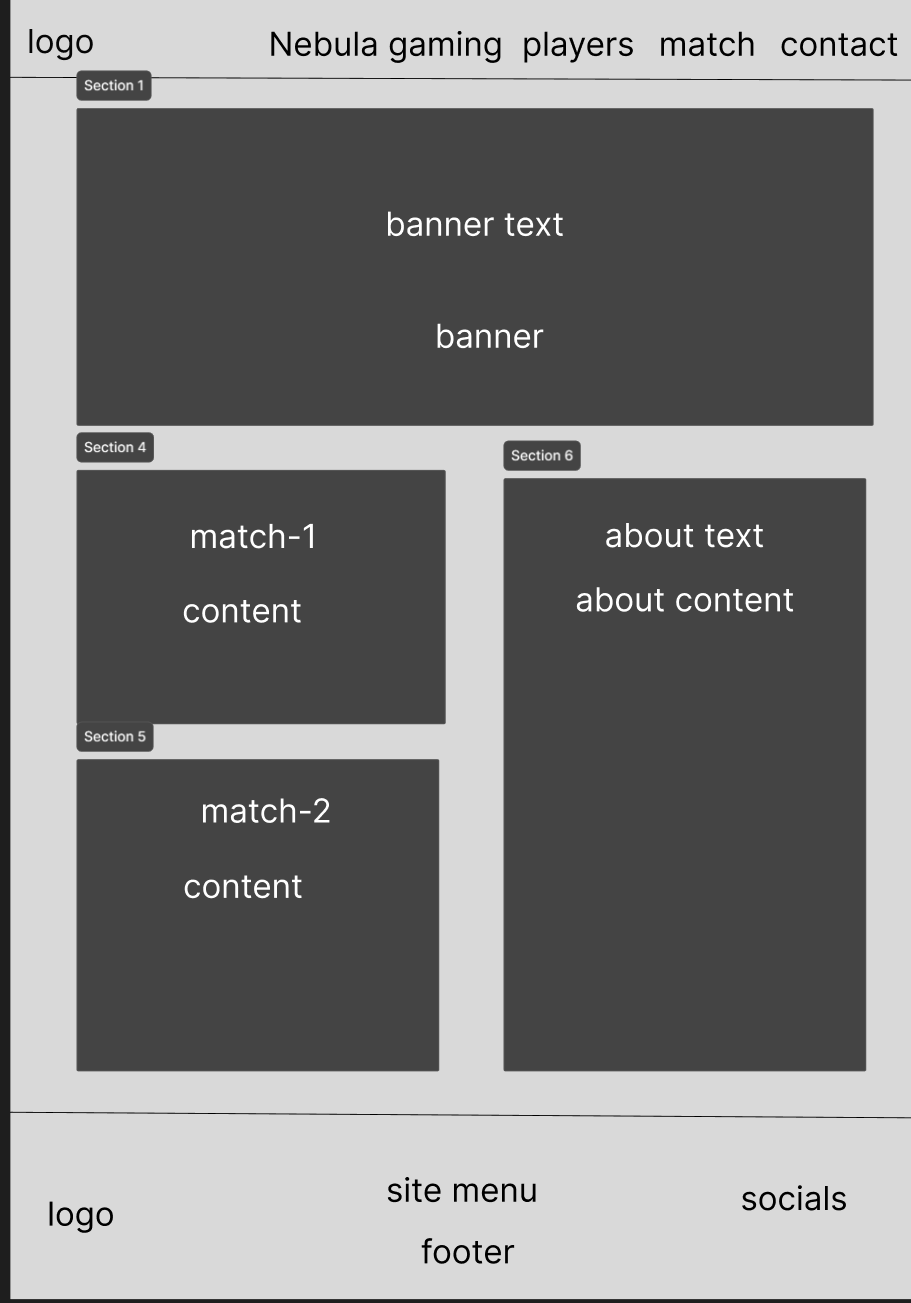 logo
Nebula gaming players match contact
Section 1
banner text
banner
Section 4
match-1
content
Section 5
match-2
content
Section 6
about text
about content
logo
site menu
footer
socials